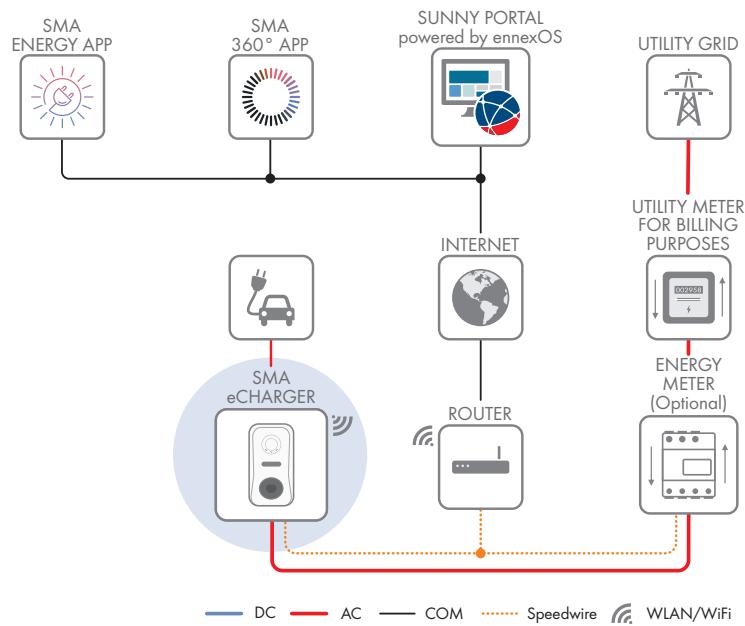 SMA
ENERGY APP
SMA
360° APP
SUNNY PORTAL
powered by ennexOS
UTILITY GRID
UTILITY METER
FOR BILLING
PURPOSES
002958
INTERNET
SMA
eCHARGER
ROUTER
ENERGY
METER
(Optional)
DC
AC
COM
Speedwire
WLAN/WiFi